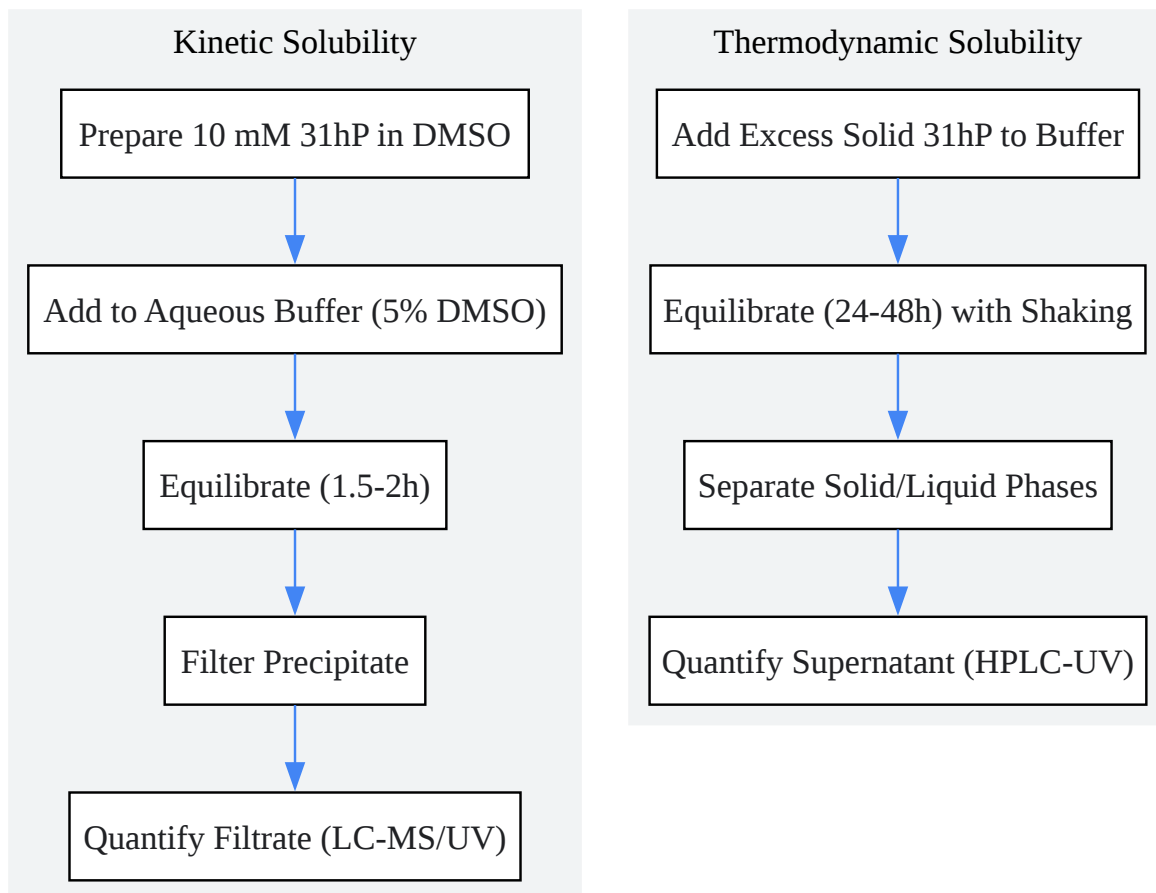 Kinetic Solubility
Prepare 10 mM 31hP in DMSO
Add to Aqueous Buffer (5% DMSO)
Equilibrate (1.5-2h)
Filter Precipitate
Quantify Filtrate (LC-MS/UV)
Thermodynamic Solubility
Add Excess Solid 31hP to Buffer
Equilibrate (24-48h) with Shaking
Separate Solid/Liquid Phases
Quantify Supernatant (HPLC-UV)